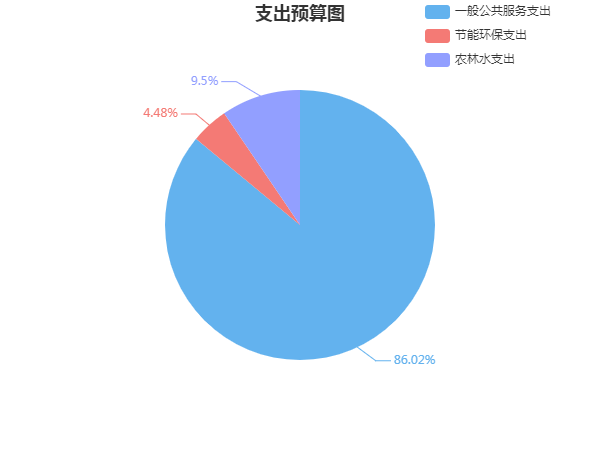 支出预算图
一般公共服务支出
节能环保支出
农林水支出
9.5%
4.48%
86.02%